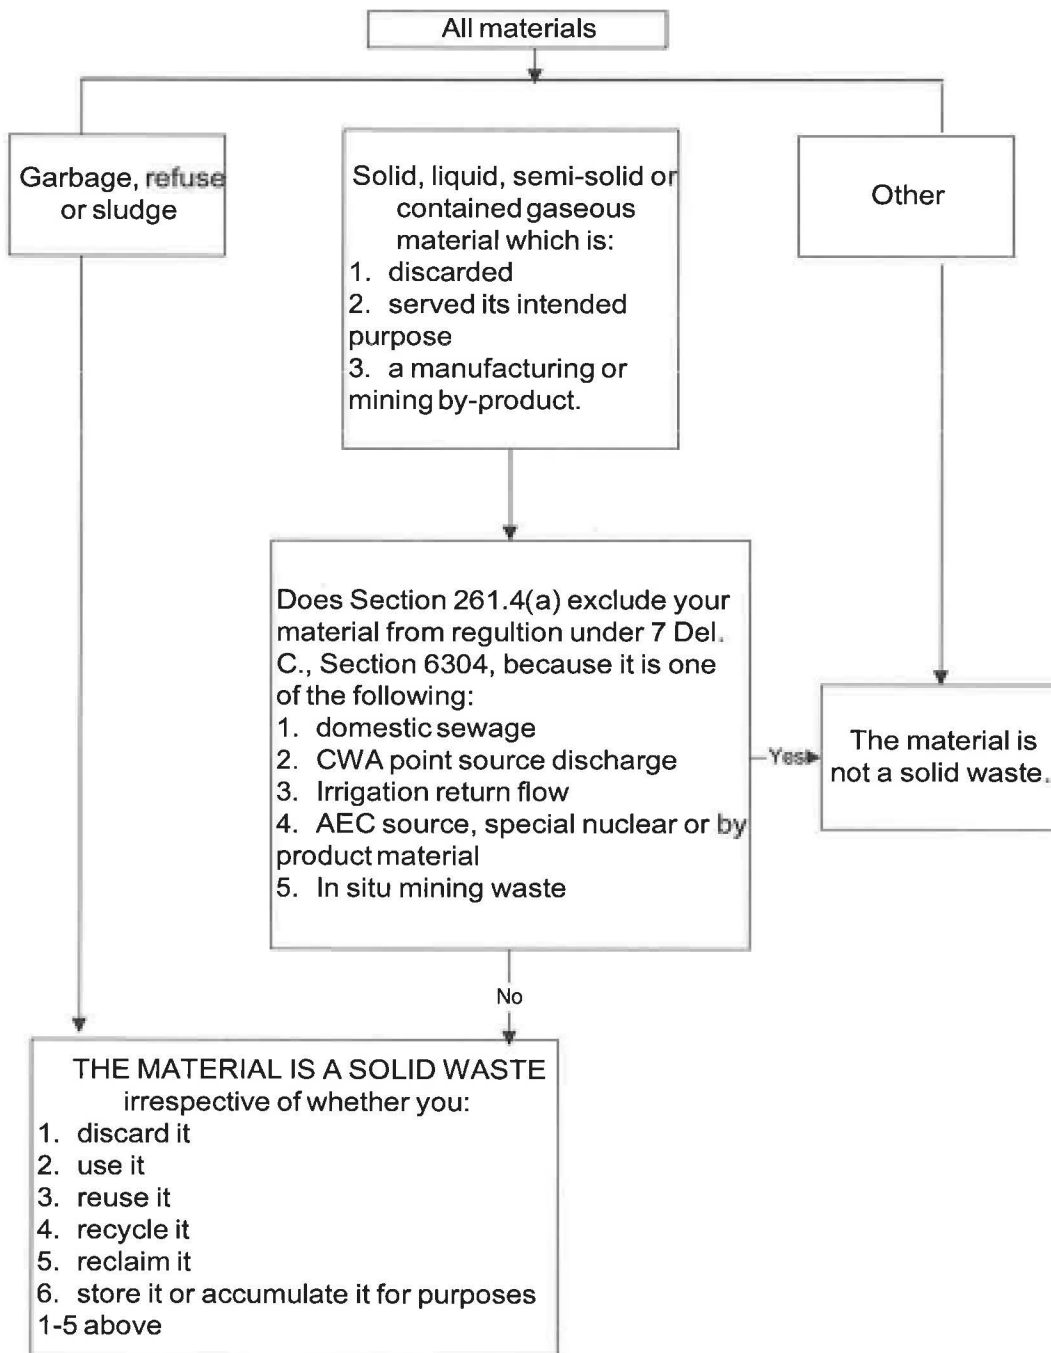 All materials
Garbage, refuse
or sludge
Solid, liquid, semi-solid or
contained gaseous
material which is:
1. discarded
2. served its intended
purpose
3. a manufacturing or
mining by-product.
Other
Does Section 261.4(a) exclude your
material from regultion under 7 Del.
C., Section 6304, because it is one
of the following:
1. domestic sewage
2. CWA point source discharge
3. Irrigation return flow
4. AEC source, special nuclear or by
product material
5. In situ mining waste
Yes
The material is
not a solid waste.
No
THE MATERIAL IS A SOLID WASTE
irrespective of whether you:
1. discard it
2. use it
3. reuse it
4. recycle it
5. reclaim it
6. store it or accumulate it for purposes
1-5 above